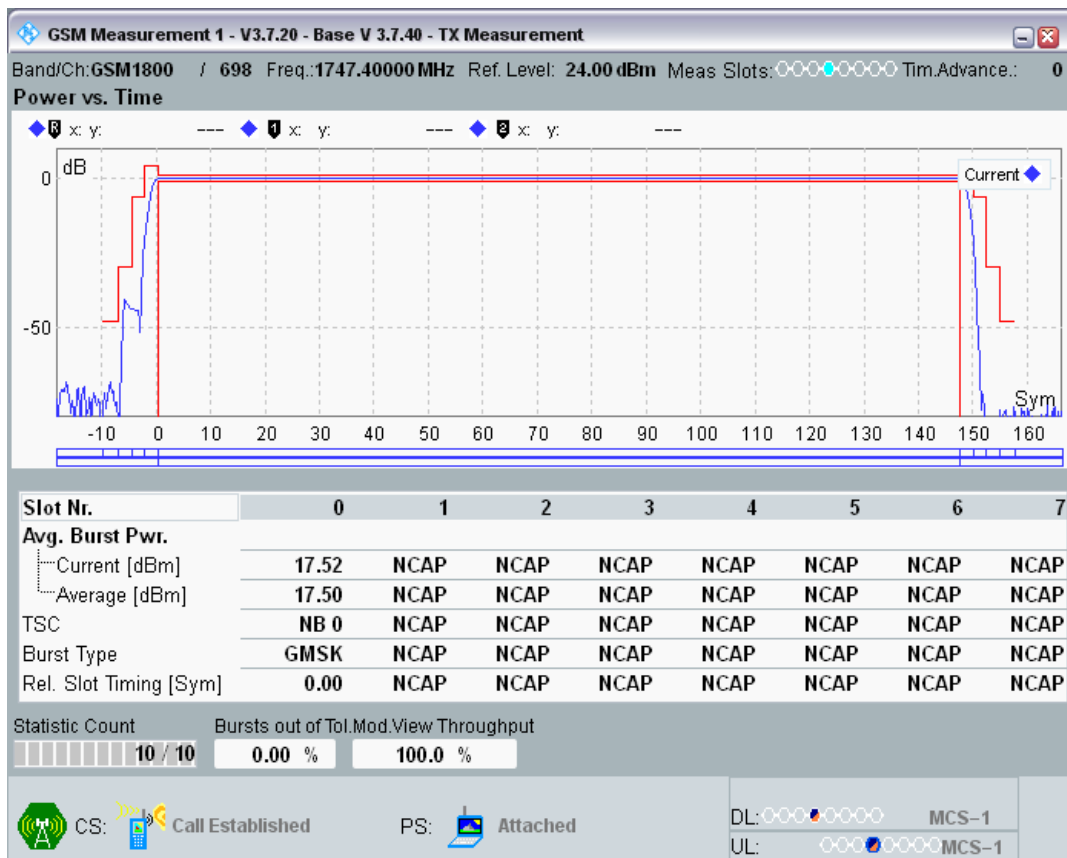 GSM Measurement 1 - V3.7.20 - Base V 3.7.40 - TX Measurement
Band/Ch:GSM1800 / 698 Freq.:1747.40000 MHz Ref. Level: 24.00 dBm Meas Slots: Tim.Advance.: 0
Power vs. Time
R x: y: --- 1 x: y: --- 2 x: y: ---
dB
Current
0
-50
Sym
-10 0 10 20 30 40 50 60 70 80 90 100 110 120 130 140 150 160
Slot Nr. 0 1 2 3 4 5 6 7
Avg. Burst Pwr.
Current [dBm] 17.52 NCAP NCAP NCAP NCAP NCAP NCAP NCAP
Average [dBm] 17.50 NCAP NCAP NCAP NCAP NCAP NCAP NCAP
TSC NB 0 NCAP NCAP NCAP NCAP NCAP NCAP NCAP
Burst Type GMSK NCAP NCAP NCAP NCAP NCAP NCAP NCAP
Rel. Slot Timing [Sym] 0.00 NCAP NCAP NCAP NCAP NCAP NCAP NCAP
Statistic Count Bursts out of Tol.Mod.View Throughput
10 / 10 0.00 % 100.0 %
CS: Call Established PS: Attached DL: MCS-1
UL: MCS-1